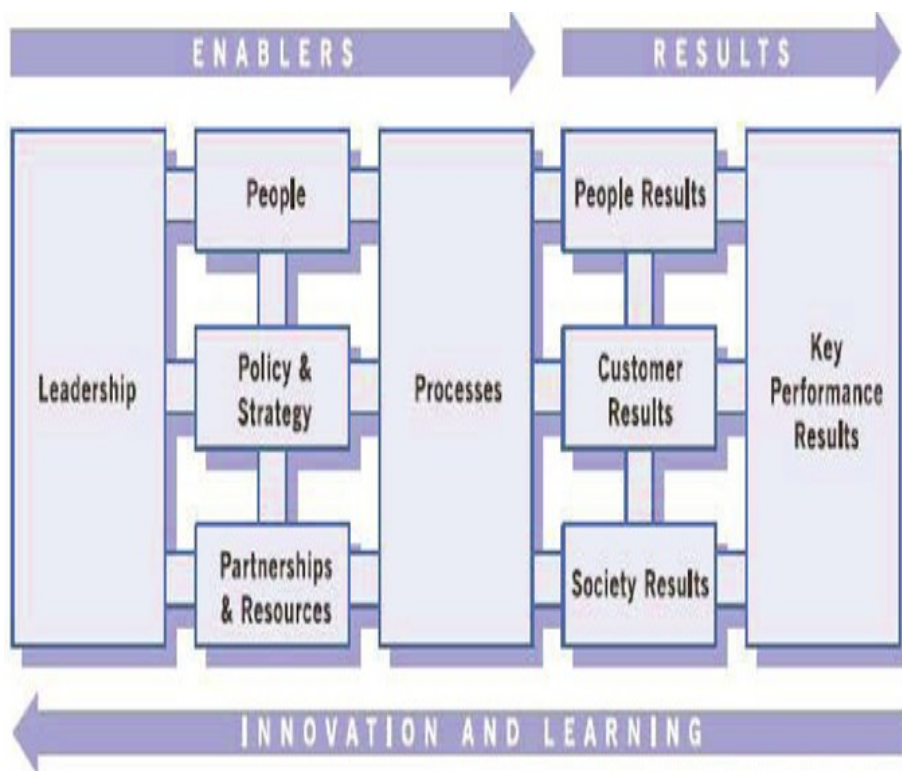 ENABLERS
RESULTS
Leadership
People
Policy &
Strategy
Partnerships
& Resources
Processes
People Results
Customer
Results
Society Results
Key
Performance
Results
INNOVATION AND LEARNING